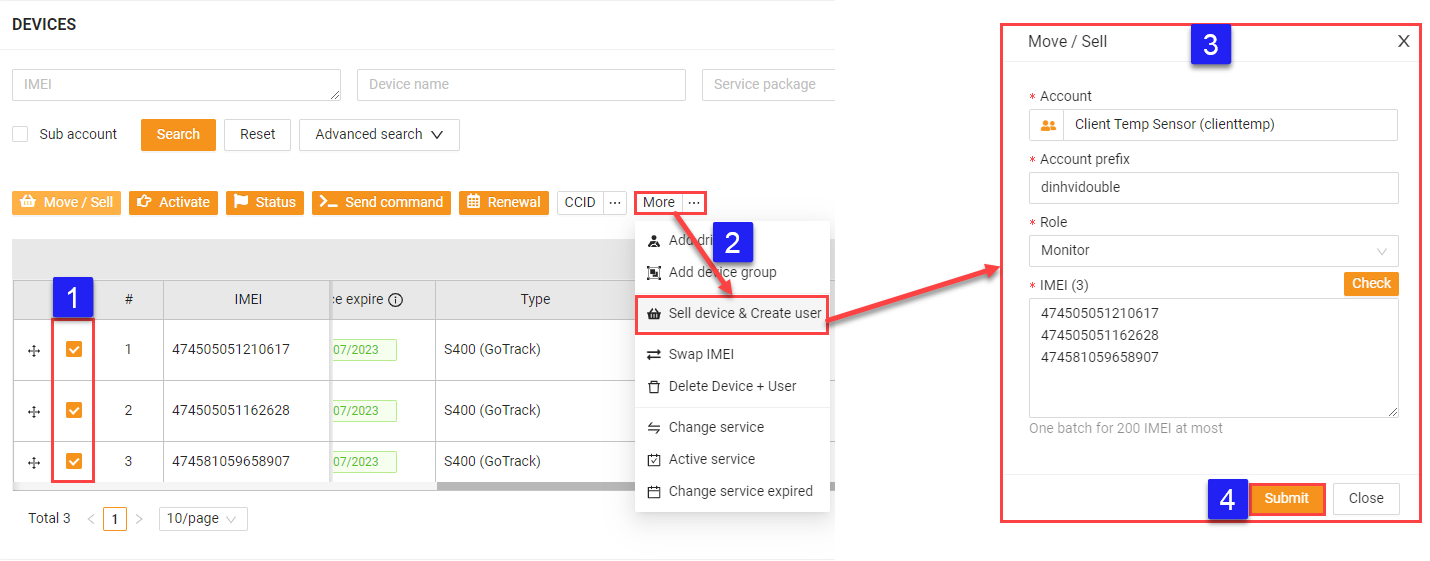 DEVICES
IMEI
Device name
Service package
Sub account
Search
Reset
Advanced search
Move / Sell
Activate
Status
Send command
Renewal
CCID ...
More ...
2
Add device group
Sell device & Create user
Swap IMEI
Delete Device + User
Change service
Active service
Change service expired
1
# IMEI expire Type
1 474505051210617 07/2023 S400 (GoTrack)
2 474505051162628 07/2023 S400 (GoTrack)
3 474581059658907 07/2023 S400 (GoTrack)
Total 3 < 1 > 10/page
Move / Sell
3
X
* Account
Client Temp Sensor (clienttemp)
* Account prefix
dinhvidouble
* Role
Monitor
* IMEI (3)
Check
474505051210617
474505051162628
474581059658907
One batch for 200 IMEI at most
4
Submit
Close